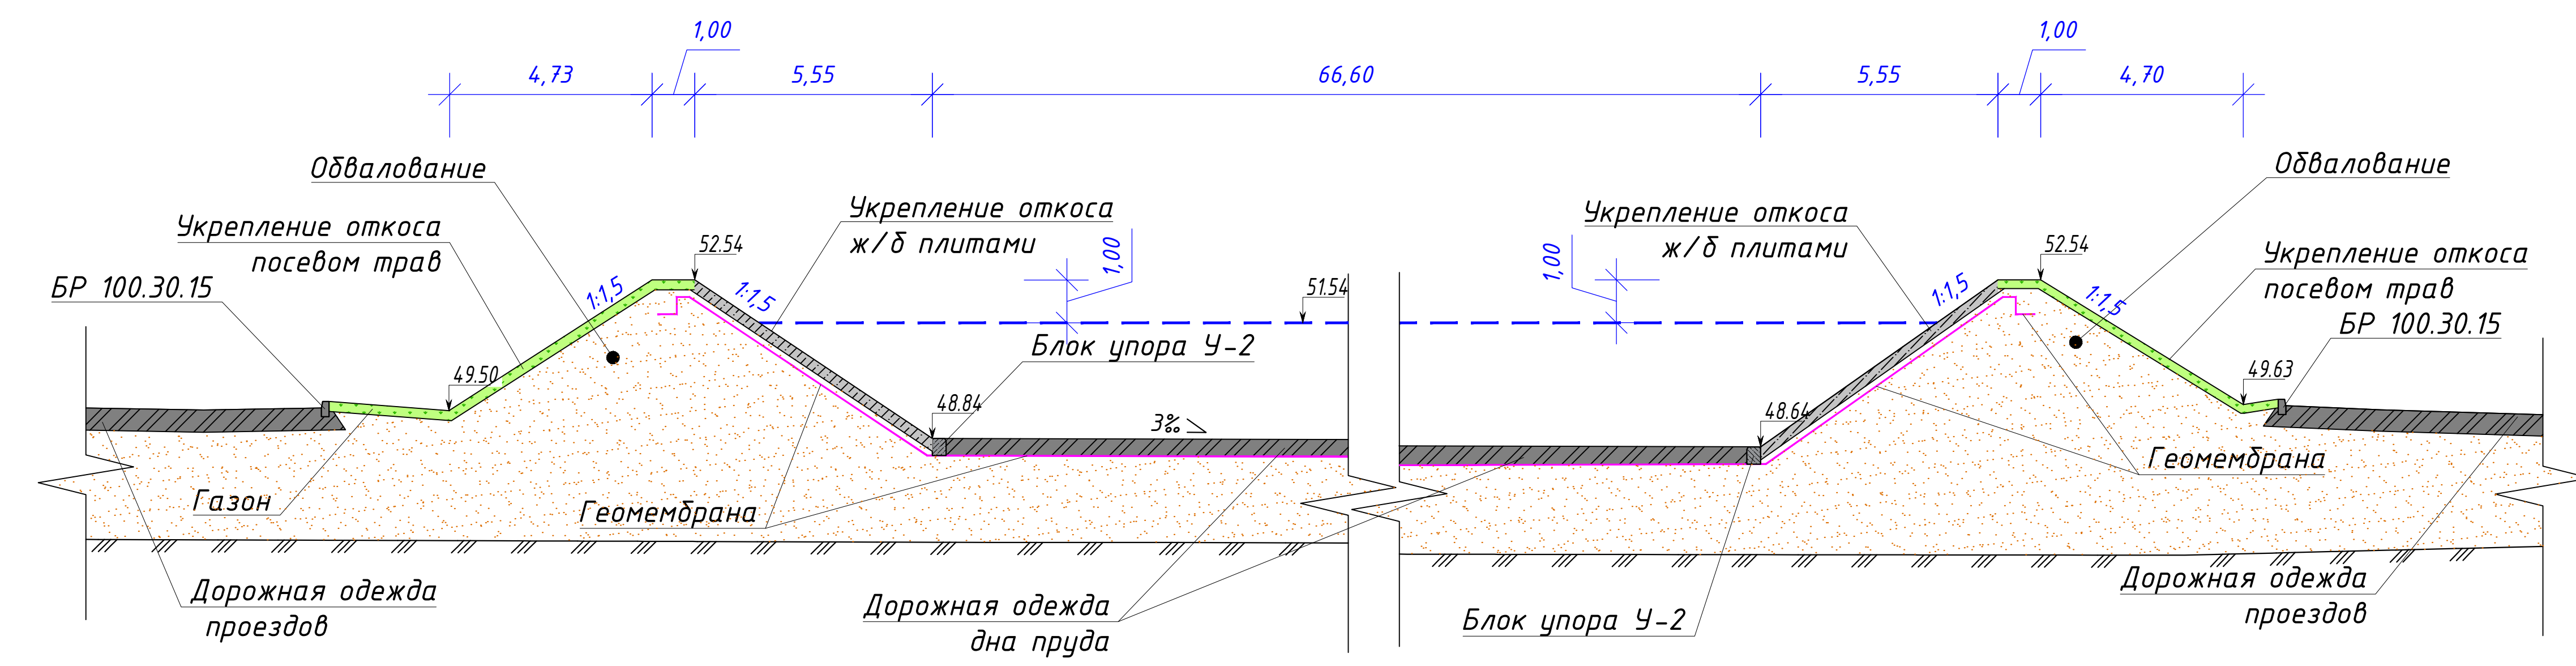 1,00
1,00
4,73
5,55
66,60
5,55
4,70
Обвалование
Обвалование
Укрепление откоса
посевом трав
Укрепление откоса
ж/б плитами
Укрепление откоса
ж/б плитами
Укрепление откоса
посевом трав
БР 100.30.15
БР 100.30.15
1:1,5
52.54
1:1,5
1,00
51.54
1,00
1:1,5
52.54
1:1,5
49.50
Блок упора У-2
49.63
48.84
3‰
48.64
Газон
Геомембрана
Геомембрана
Дорожная одежда
проездов
Дорожная одежда
дна пруда
Блок упора У-2
Дорожная одежда
проездов